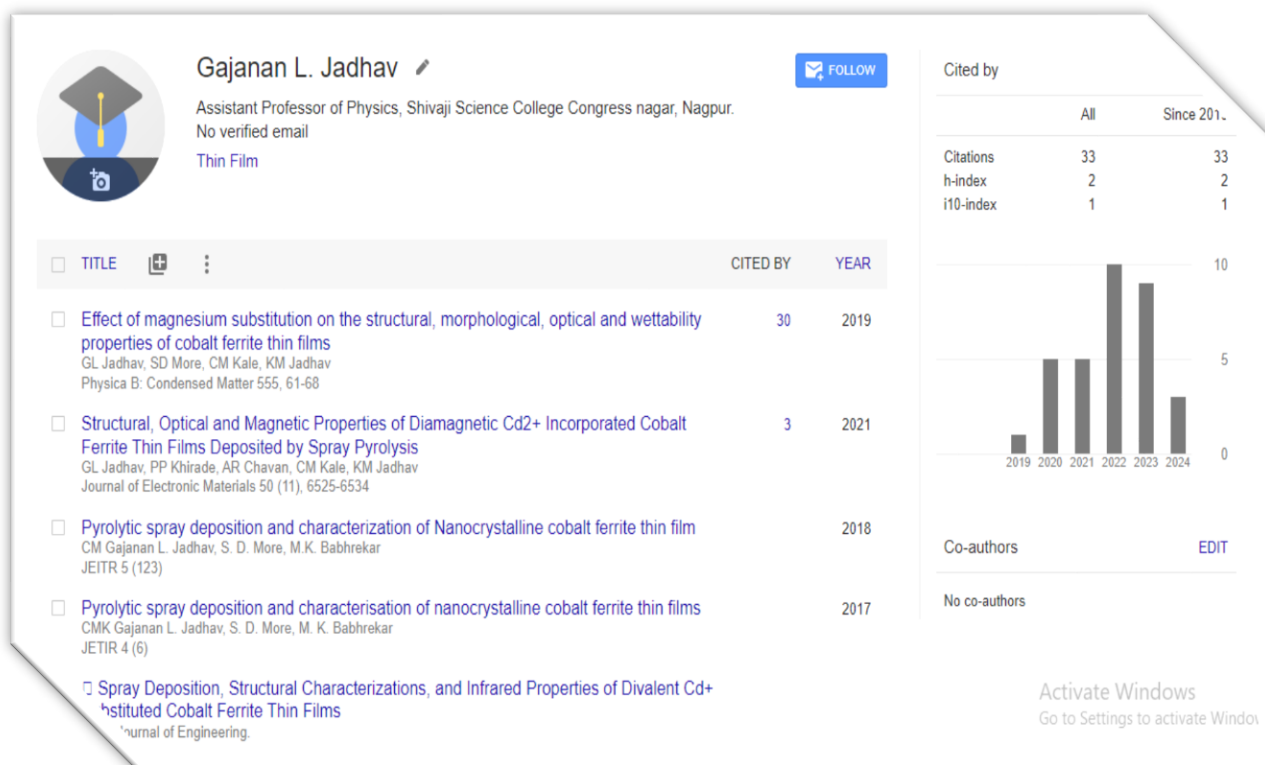 Gajanan L. Jadhav
FOLLOW
Assistant Professor of Physics, Shivaji Science College Congress nagar, Nagpur.
No verified email
Thin Film
TITLE CITED BY YEAR
Effect of magnesium substitution on the structural, morphological, optical and wettability 30 2019
properties of cobalt ferrite thin films
GL Jadhav, SD More, CM Kale, KM Jadhav
Physica B: Condensed Matter 555, 61-68
Structural, Optical and Magnetic Properties of Diamagnetic Cd2+ Incorporated Cobalt 3 2021
Ferrite Thin Films Deposited by Spray Pyrolysis
GL Jadhav, PP Khirade, AR Chavan, CM Kale, KM Jadhav
Journal of Electronic Materials 50 (11), 6525-6534
Pyrolytic spray deposition and characterization of Nanocrystalline cobalt ferrite thin film 2018
CM Gajanan L. Jadhav, S. D. More, M.K. Babhrekar
JEITR 5 (123)
Pyrolytic spray deposition and characterisation of nanocrystalline cobalt ferrite thin films 2017
CMK Gajanan L. Jadhav, S. D. More, M. K. Babhrekar
JETIR 4 (6)
Spray Deposition, Structural Characterizations, and Infrared Properties of Divalent Cd+
Cobalt Ferrite Thin Films
of Engineering.
Cited by
All Since
Citations 33 33
h-index 2 2
i10-index 1 1
10
5
0
2019 2020 2021 2022 2023 2024
Co-authors EDIT
No co-authors
Activate Windows
Go to Settings to activate